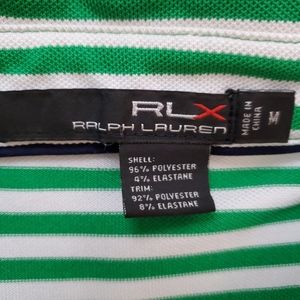 RLX
RALPH LAUREN
MADE IN
CHINA
M
SHELL:
96% POLYESTER
4% ELASTANE
TRIM:
92% POLYESTER
8% ELASTANE